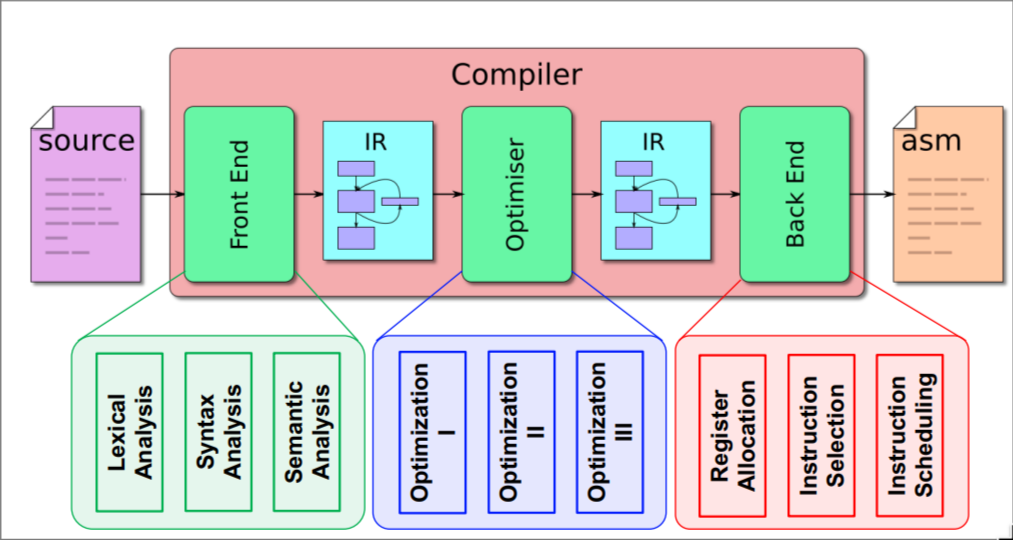 Compiler
source
Front End
IR
Optimiser
IR
Back End
asm
Lexical
Analysis
Syntax
Analysis
Semantic
Analysis
Optimization
I
Optimization
II
Optimization
III
Register
Allocation
Instruction
Selection
Instruction
Scheduling